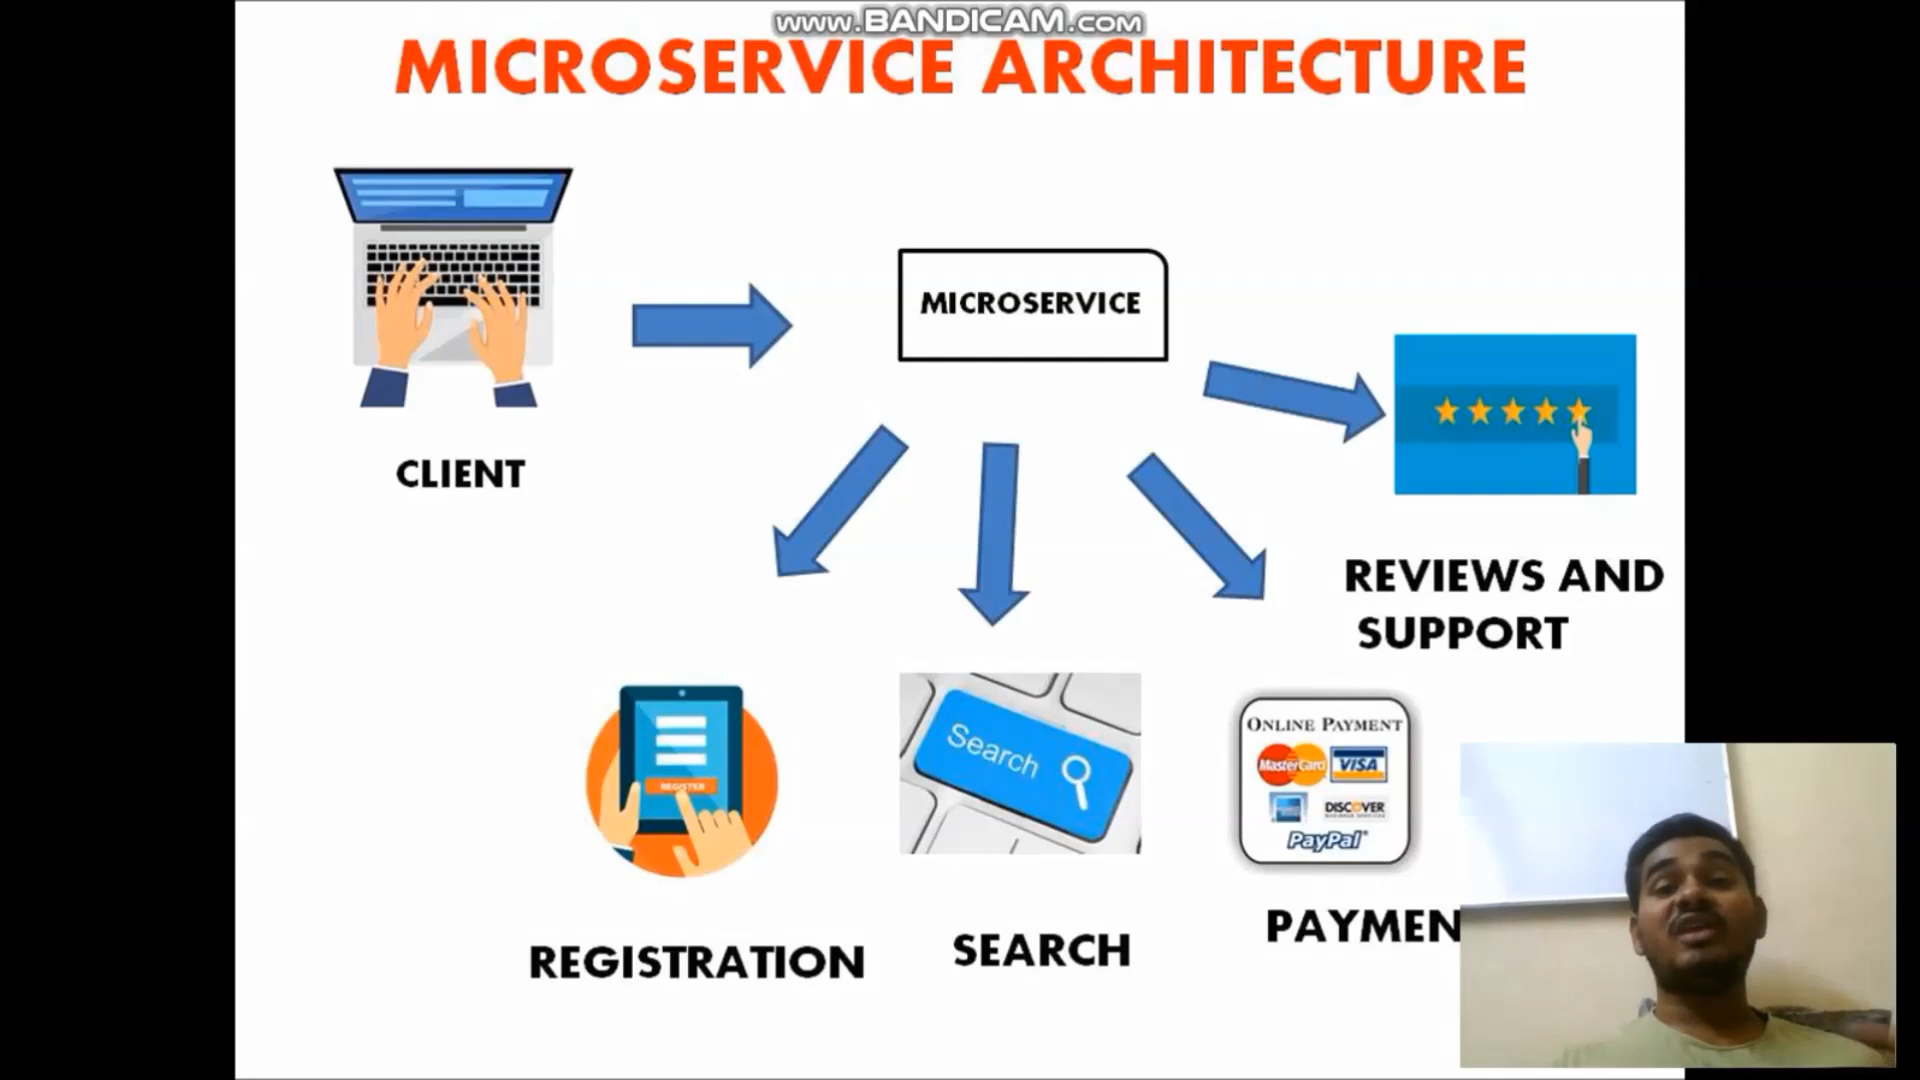 www.BANDICAM.com
MICROSERVICE ARCHITECTURE
MICROSERVICE
CLIENT
REVIEWS AND
SUPPORT
REGISTER
Search
ONLINE PAYMENT
MasterCard VISA
DISCOVER
PayPal
REGISTRATION
SEARCH
PAYMEN